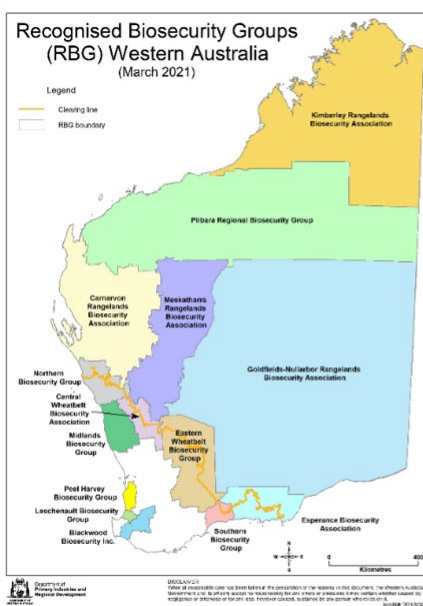 Recognised Biosecurity Groups
(RBG) Western Australia
(March 2021)
Legend
Clearing line
RBG boundary
Kimberley Rangelands
Biosecurity Association
Pilbara Regional Biosecurity Group
Carnarvon
Rangelands
Biosecurity
Association
Meekatharra
Rangelands
Biosecurity
Association
Goldfields-Nullarbor Rangelands
Biosecurity Association
Northern
Biosecurity Group
Central
Wheatbelt
Biosecurity
Association
Midlands
Biosecurity
Group
Eastern
Wheatbelt
Biosecurity
Group
Peel Harvey
Biosecurity Group
Leschenault Biosecurity
Group
Blackwood
Biosecurity Inc.
Southern
Biosecurity
Group
Esperance Biosecurity
Association
0 400
Kilometres
Department of
Primary Industries and
Regional Development
DISCLAIMER